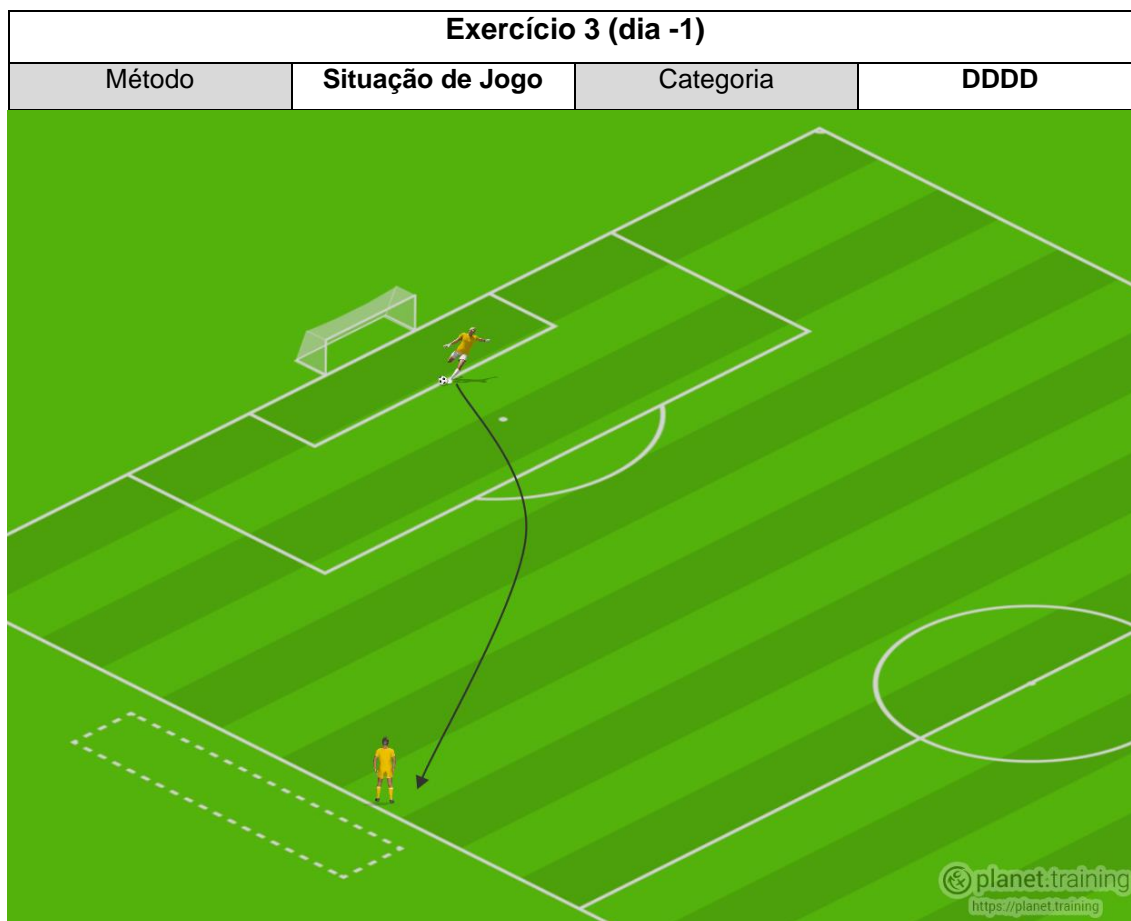 Exercício 3 (dia -1)
Método Situação de Jogo Categoria DDDD
planet.training
https://planet.training